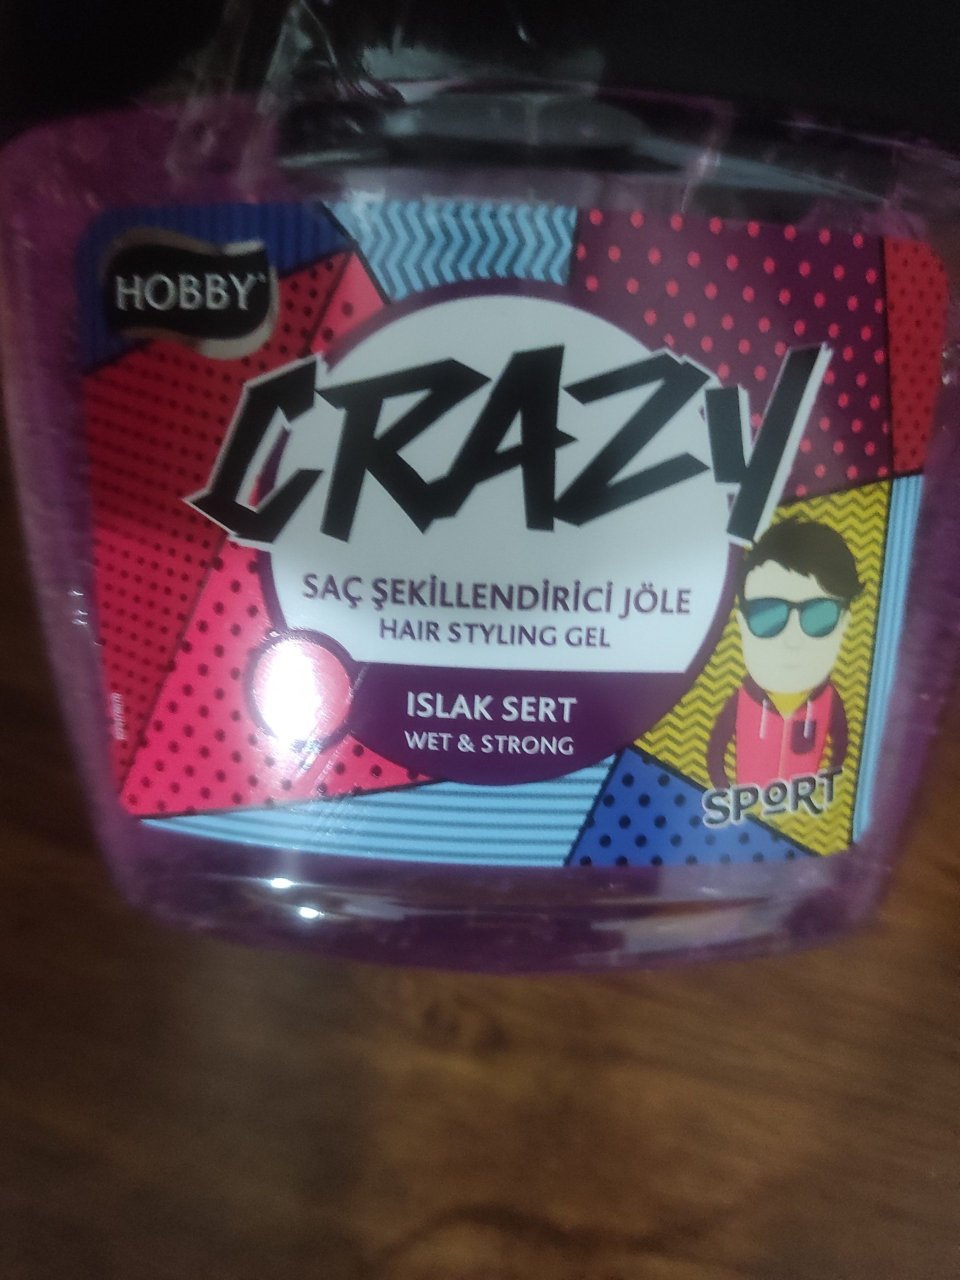 HOBBY
CRAZY
SAÇ ŞEKİLLENDİRİCİ JÖLE
HAIR STYLING GEL
ISLAK SERT
WET & STRONG
SPORT